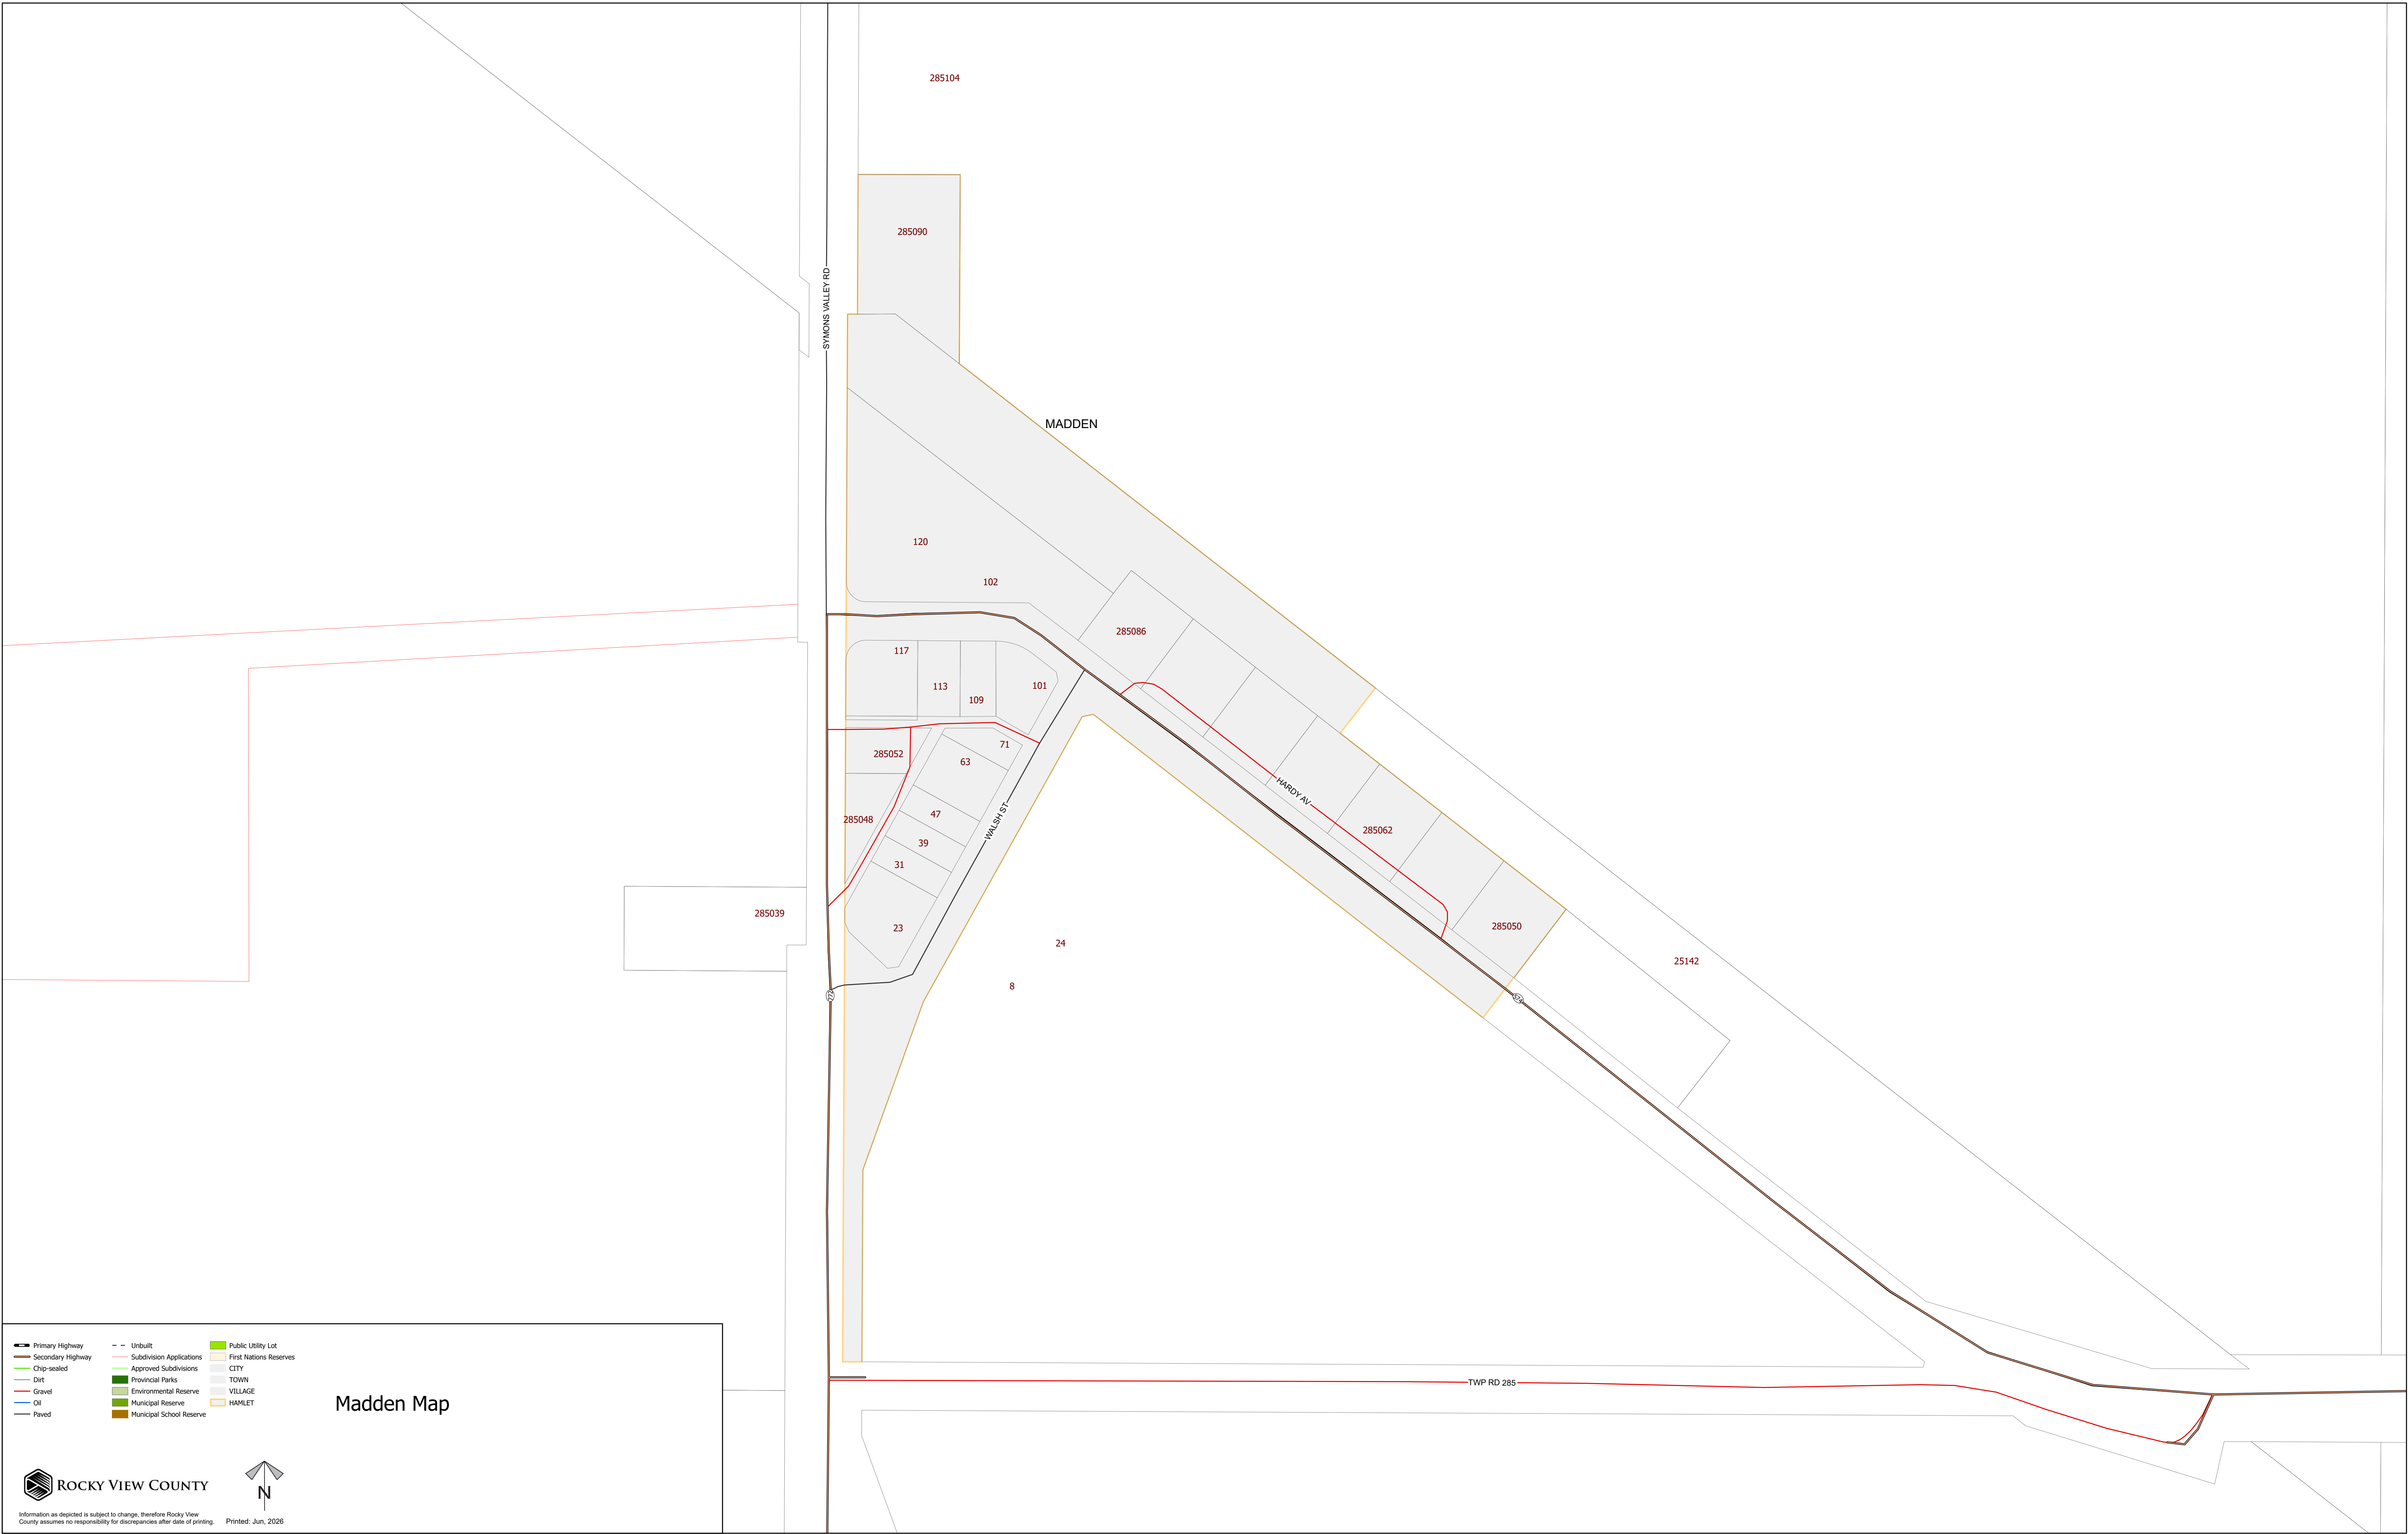 285104
285090
SYMONS VALLEY RD
MADDEN
120
102
285086
117
113
101
109
71
285052
63
HARDY AV
47
WALSH ST
285048
285062
39
31
285039
285050
23
24
25142
8
772
574
TWP RD 285
Primary Highway
Secondary Highway
Chip-sealed
Dirt
Gravel
Oil
Paved
Unbuilt
Subdivision Applications
Approved Subdivisions
Provincial Parks
Environmental Reserve
Municipal Reserve
Municipal School Reserve
Public Utility Lot
First Nations Reserves
CITY
TOWN
VILLAGE
HAMLET
Madden Map
ROCKY VIEW COUNTY
N
Information as depicted is subject to change, therefore Rocky View
County assumes no responsibility for discrepancies after date of printing.
Printed: Jun, 2026